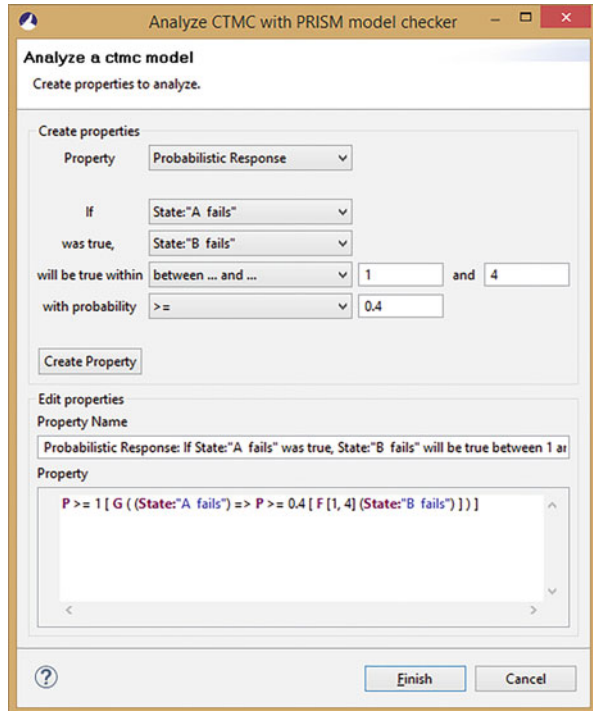 Analyze CTMC with PRISM model checker
Analyze a ctmc model
Create properties to analyze.
Create properties
Property Probabilistic Response
If State:"A fails"
was true, State:"B fails"
will be true within between ... and ... 1 and 4
with probability >= 0.4
Create Property
Edit properties
Property Name
Probabilistic Response: If State:"A fails" was true, State:"B fails" will be true between 1 ar
Property
P >= 1 [ G ( (State:"A fails") => P >= 0.4 [ F [1, 4] (State:"B fails") ] ) ]
?
Finish Cancel